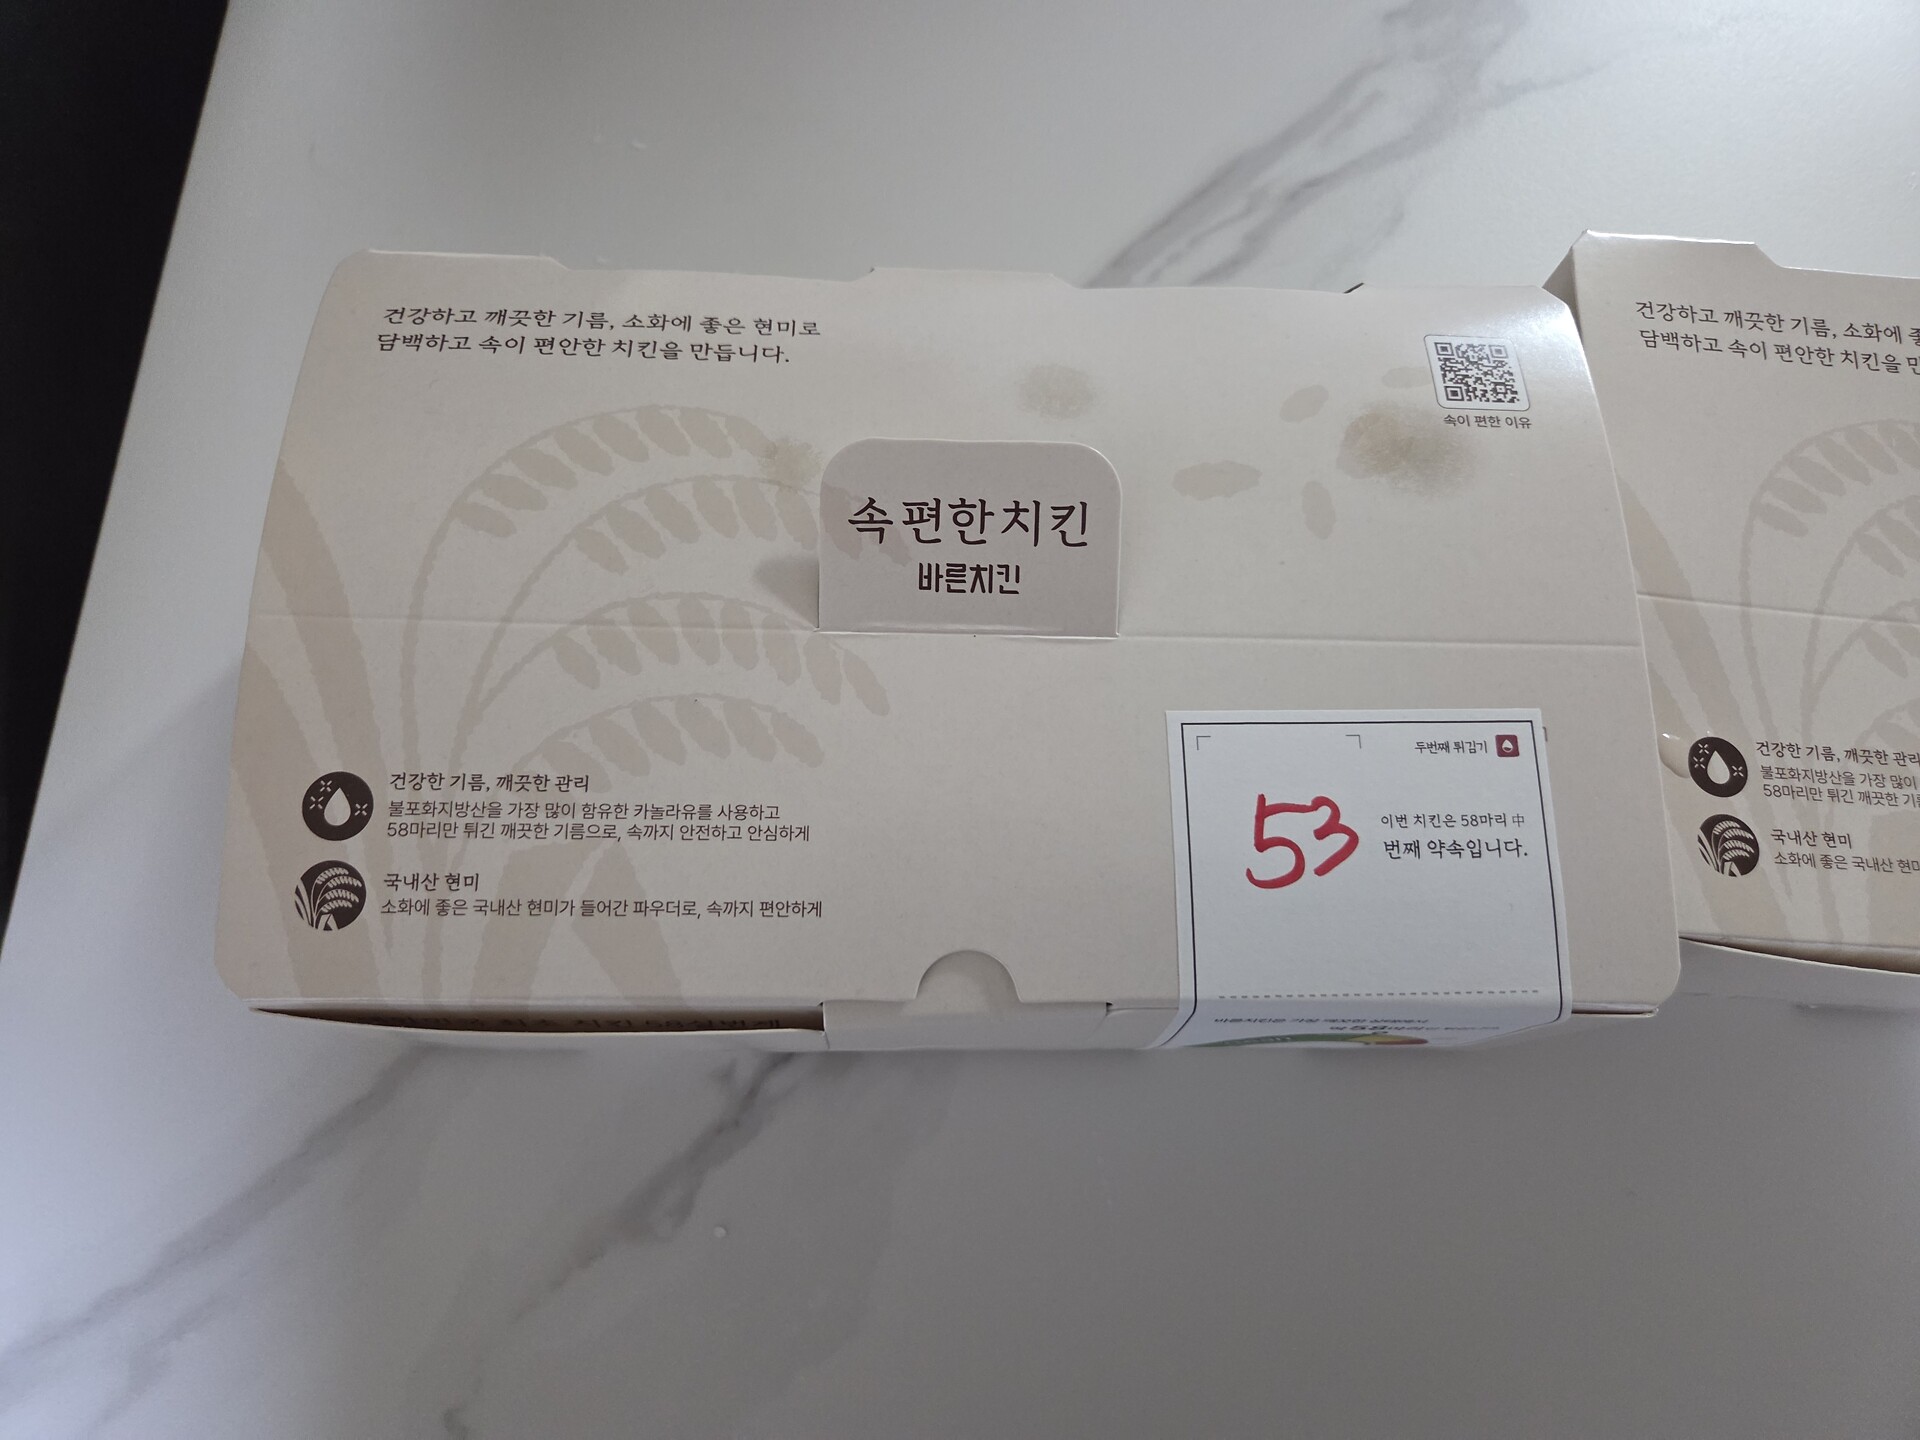 건강하고 깨끗한 기름, 소화에 좋은 현미로
담백하고 속이 편안한 치킨을 만듭니다.
속이 편한 이유
속편한치킨
바른치킨
건강한 기름, 깨끗한 관리
불포화지방산을 가장 많이 함유한 카놀라유를 사용하고
58마리만 튀긴 깨끗한 기름으로, 속까지 안전하고 안심하게
국내산 현미
소화에 좋은 국내산 현미가 들어간 파우더로, 속까지 편안하게
두번째 튀김기
53
이번 치킨은 58마리 中
번째 약속입니다.
건강하고 깨끗한 기름, 소화에
담백하고 속이 편안한 치킨을
건강한 기름, 깨끗한 관리
불포화지방산을 가장 많이
58마리만 튀긴 깨끗한
국내산 현미
소화에 좋은 국내산